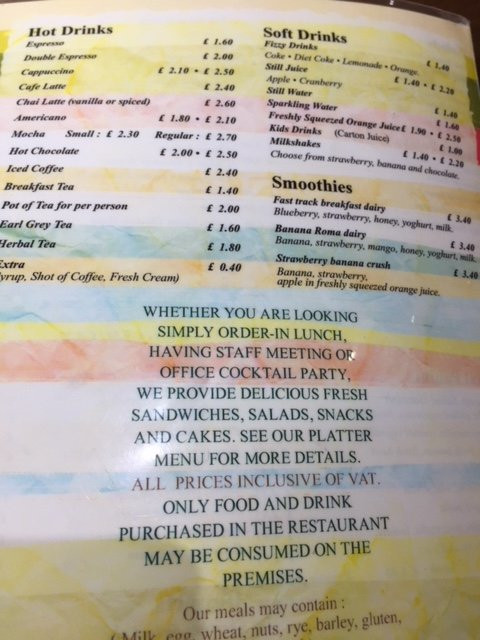 Hot Drinks
Espresso £ 1.60
Double Espresso £ 2.00
Cappuccino £ 2.10 • £ 2.50
Cafe Latte £ 2.40
Chai Latte (vanilla or spiced) £ 2.60
Americano £ 1.80 • £ 2.10
Mocha Small : £ 2.30 Regular : £ 2.70
Hot Chocolate £ 2.00 • £ 2.50
Iced Coffee £ 2.40
Breakfast Tea £ 1.40
Pot of Tea for per person £ 2.00
Earl Grey Tea £ 1.60
Herbal Tea £ 1.80
Extra £ 0.40
Syrup, Shot of Coffee, Fresh Cream)
Soft Drinks
Fizzy Drinks £ 1.40
Coke • Diet Coke • Lemonade • Orange.
Still Juice £ 1.40 • £ 2.20
Apple • Cranberry
Still Water £ 1.40
Sparkling Water £ 1.60
Freshly Squeezed Orange Juice £ 1.90 • £ 2.50
Kids Drinks (Carton Juice) £ 1.00
Milkshakes £ 1.40 • £ 2.20
Choose from strawberry, banana and chocolate.
Smoothies
Fast track breakfast dairy £ 3.40
Blueberry, strawberry, honey, yoghurt, milk.
Banana Roma dairy £ 3.40
Banana, strawberry, mango, honey, yoghurt, milk.
Strawberry banana crush £ 3.40
Banana, strawberry,
apple in freshly squeezed orange juice.
WHETHER YOU ARE LOOKING
SIMPLY ORDER-IN LUNCH,
HAVING STAFF MEETING OR
OFFICE COCKTAIL PARTY,
WE PROVIDE DELICIOUS FRESH
SANDWICHES, SALADS, SNACKS
AND CAKES. SEE OUR PLATTER
MENU FOR MORE DETAILS.
ALL PRICES INCLUSIVE OF VAT.
ONLY FOOD AND DRINK
PURCHASED IN THE RESTAURANT
MAY BE CONSUMED ON THE
PREMISES.
Our meals may contain :
( Milk, egg, wheat, nuts, rye, barley, gluten,